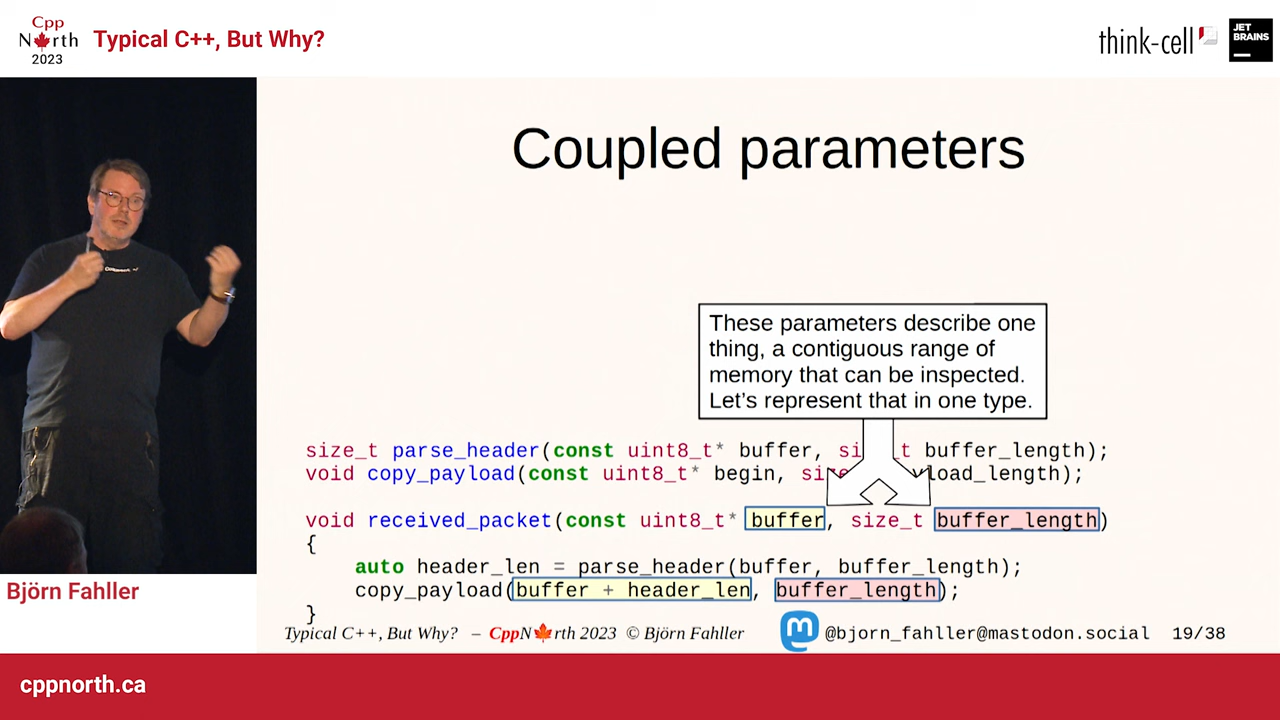 Cpp
N rth
2023
Typical C++, But Why?
think-cell
JET
BRAINS
Coupled parameters
These parameters describe one
thing, a contiguous range of
memory that can be inspected.
Let's represent that in one type.
size_t parse_header(const uint8_t* buffer, si t buffer_length);
void copy_payload(const uint8_t* begin, siz yload_length);
void received_packet(const uint8_t* buffer, size_t buffer_length)
{
auto header_len = parse_header(buffer, buffer_length);
copy_payload(buffer + header_len, buffer_length);
}
Typical C++, But Why? – CppN rth 2023 © Björn Fahller
@bjorn_fahller@mastodon.social 19/38
Björn Fahller
cppnorth.ca